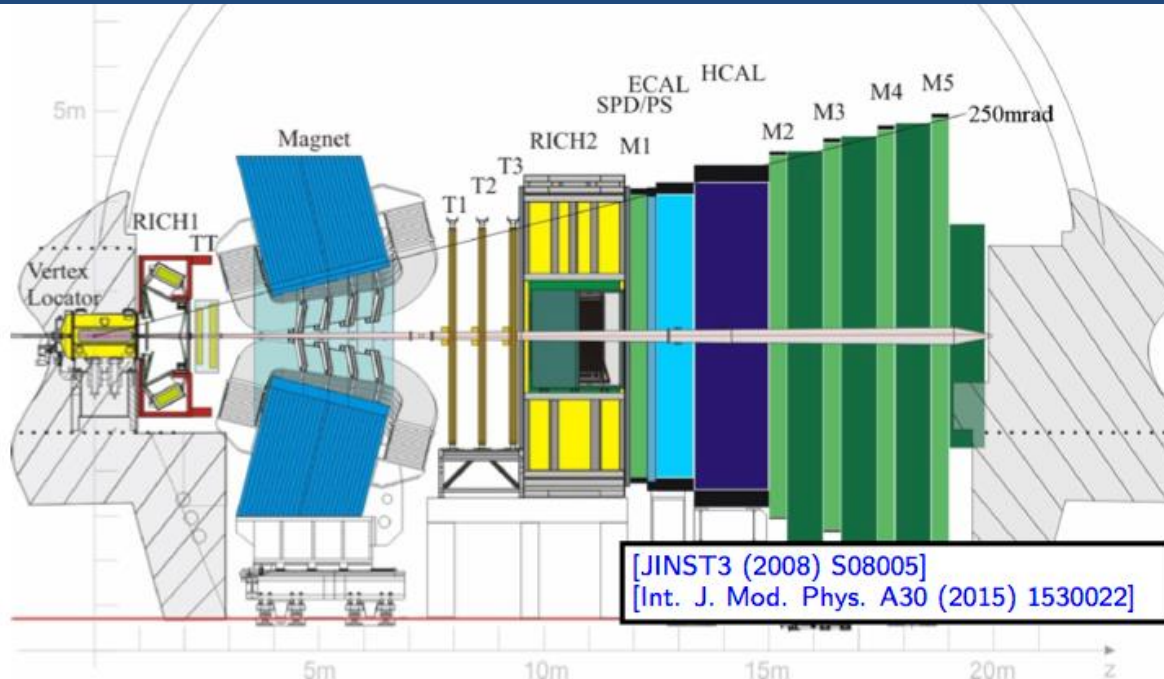 5m
Magnet
RICH1
TT
Vertex
Locator
T1
T2
T3
RICH2
SPD/PS
ECAL
HCAL
M1
M2
M3
M4
M5
250mrad
[JINST3 (2008) S08005]
[Int. J. Mod. Phys. A30 (2015) 1530022]
5m
10m
15m
20m
z